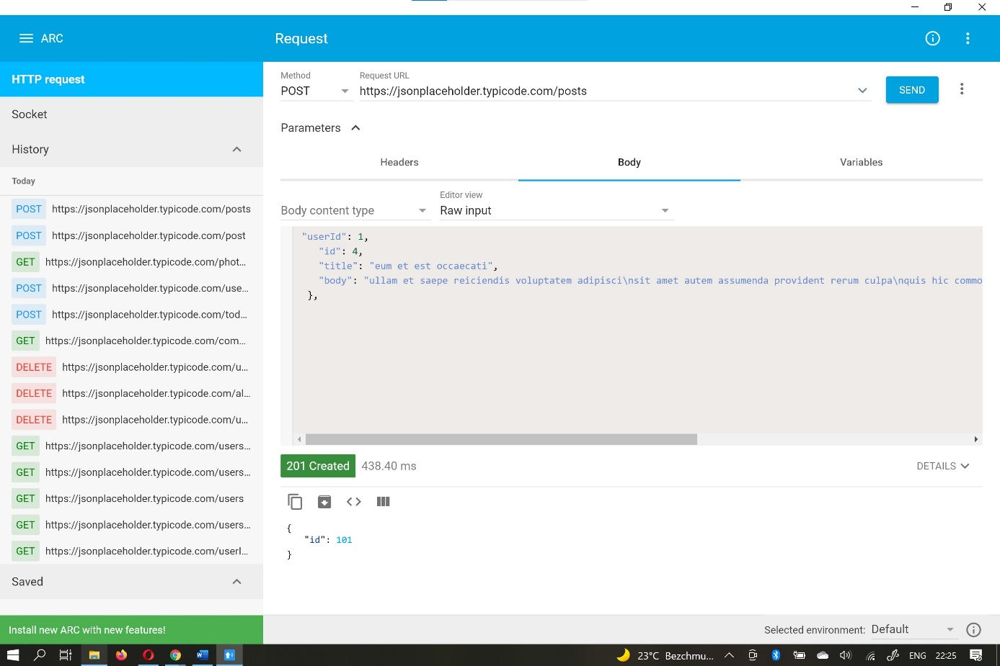 ARC
Request
HTTP request
Socket
History
Today
POST https://jsonplaceholder.typicode.com/posts
POST https://jsonplaceholder.typicode.com/post
GET https://jsonplaceholder.typicode.com/phot...
POST https://jsonplaceholder.typicode.com/use...
POST https://jsonplaceholder.typicode.com/tod...
GET https://jsonplaceholder.typicode.com/com...
DELETE https://jsonplaceholder.typicode.com/u...
DELETE https://jsonplaceholder.typicode.com/al...
DELETE https://jsonplaceholder.typicode.com/u...
GET https://jsonplaceholder.typicode.com/users...
GET https://jsonplaceholder.typicode.com/users...
GET https://jsonplaceholder.typicode.com/users
GET https://jsonplaceholder.typicode.com/users...
GET https://jsonplaceholder.typicode.com/userI...
Saved
Install new ARC with new features!
Method Request URL
POST https://jsonplaceholder.typicode.com/posts SEND
Parameters
Headers Body Variables
Editor view
Body content type Raw input
"userId": 1,
"id": 4,
"title": "eum et est occaecati",
"body": "ullam et saepe reiciendis voluptatem adipisci\nsit amet autem assumenda provident rerum culpa\nquis hic commo
},
201 Created 438.40 ms DETAILS
{
"id": 101
}
Selected environment: Default
23°C Bezchmu... ENG 22:25